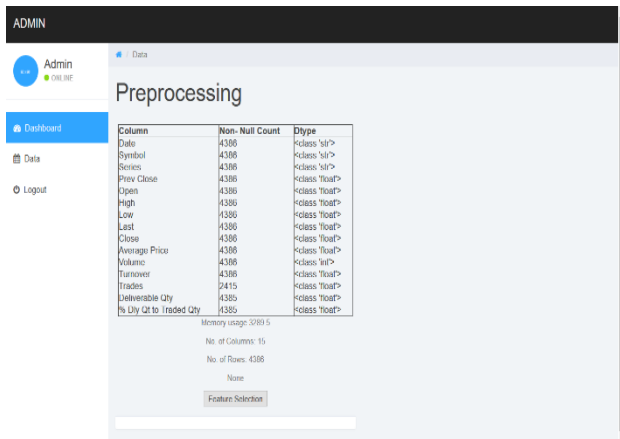 ADMIN
Admin
ONLINE
/ Data
Preprocessing
Dashboard
Data
Logout
Column Non- Null Count Dtype
Date 4386 <class 'str'>
Symbol 4386 <class 'str'>
Series 4386 <class 'str'>
Prev Close 4386 <class 'float'>
Open 4386 <class 'float'>
High 4386 <class 'float'>
Low 4386 <class 'float'>
Last 4386 <class 'float'>
Close 4386 <class 'float'>
Average Price 4386 <class 'float'>
Volume 4386 <class 'int'>
Turnover 4386 <class 'float'>
Trades 2415 <class 'float'>
Deliverable Qty 4385 <class 'float'>
% Dly Qt to Traded Qty 4385 <class 'float'>
Memory usage 3289.5
No. of Columns: 15
No. of Rows: 4386
None
Feature Selection